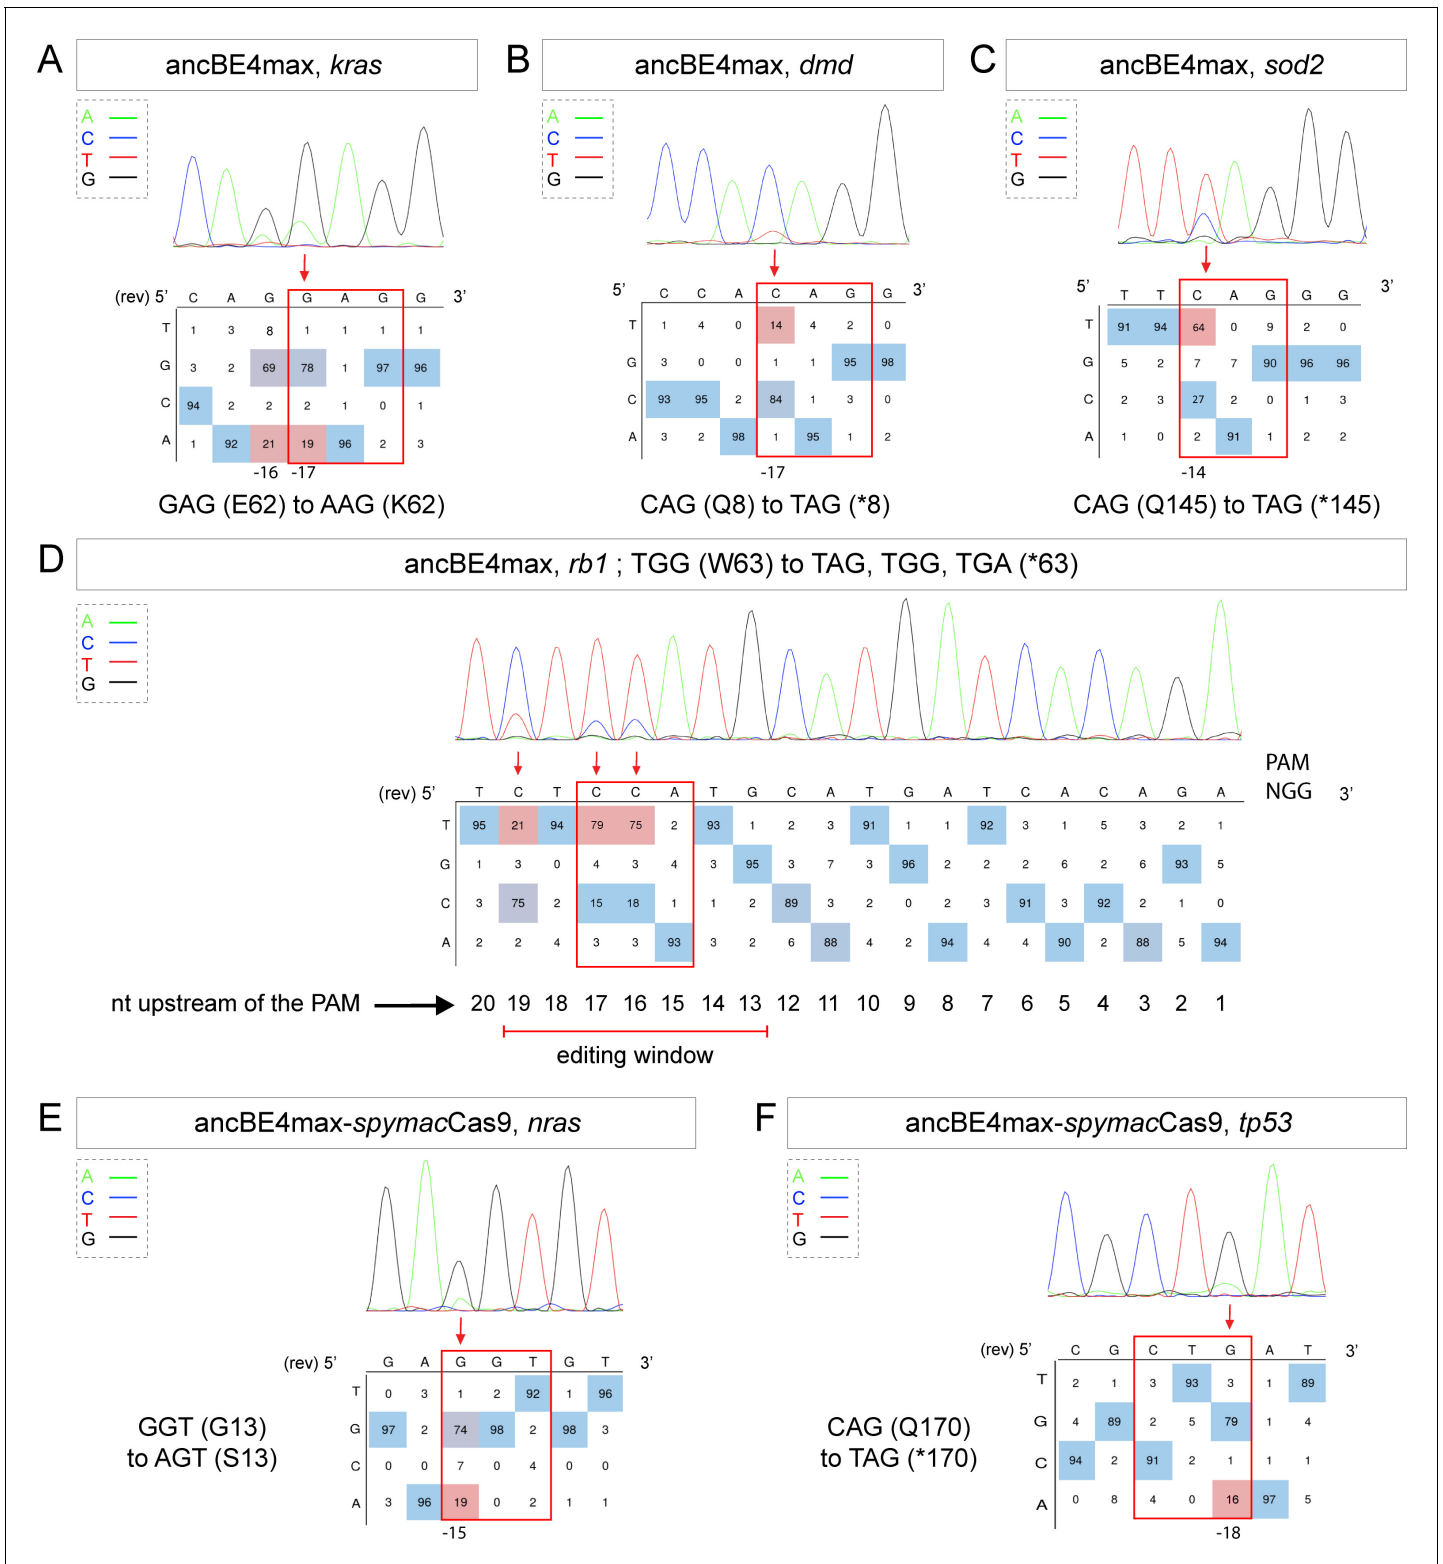 A
ancBE4max, kras
A
C
T
G
(rev) 5’ C A G G A G G 3’
T 1 3 8 1 1 1 1
G 3 2 69 78 1 97 96
C 94 2 2 2 1 0 1
A 1 92 21 19 96 2 3
-16 -17
GAG (E62) to AAG (K62)
B
ancBE4max, dmd
A
C
T
G
5’ C C A C A G G 3’
T 1 4 0 14 4 2 0
G 3 0 0 1 1 95 98
C 93 95 2 84 1 3 0
A 3 2 98 1 95 1 2
-17
CAG (Q8) to TAG (*8)
C
ancBE4max, sod2
A
C
T
G
5’ T T C A G G G 3’
T 91 94 64 0 9 2 0
G 5 2 7 7 90 96 96
C 2 3 27 2 0 1 3
A 1 0 2 91 1 2 2
-14
CAG (Q145) to TAG (*145)
D
ancBE4max, rb1 ; TGG (W63) to TAG, TGG, TGA (*63)
A
C
T
G
PAM
NGG
(rev) 5’ T C T C C A T G C A T G A T C A C A G A 3’
T 95 21 94 79 75 2 93 1 2 3 91 1 1 92 3 1 5 3 2 1
G 1 3 0 4 3 4 3 95 3 7 3 96 2 2 2 6 2 6 93 5
C 3 75 2 15 18 1 1 2 89 3 2 0 2 3 91 3 92 2 1 0
A 2 2 4 3 3 93 3 2 6 88 4 2 94 4 4 90 2 88 5 94
nt upstream of the PAM 20 19 18 17 16 15 14 13 12 11 10 9 8 7 6 5 4 3 2 1
editing window
E
ancBE4max-spymacCas9, nras
A
C
T
G
(rev) 5’ G A G G T G T 3’
T 0 3 1 2 92 1 96
G 97 2 74 98 2 98 3
C 0 0 7 0 4 0 0
A 3 96 19 0 2 1 1
-15
GGT (G13)
to AGT (S13)
F
ancBE4max-spymacCas9, tp53
A
C
T
G
(rev) 5’ C G C T G A T 3’
T 2 1 3 93 3 1 89
G 4 89 2 5 79 1 4
C 94 2 91 2 1 1 1
A 0 8 4 0 16 97 5
-18
CAG (Q170)
to TAG (*170)